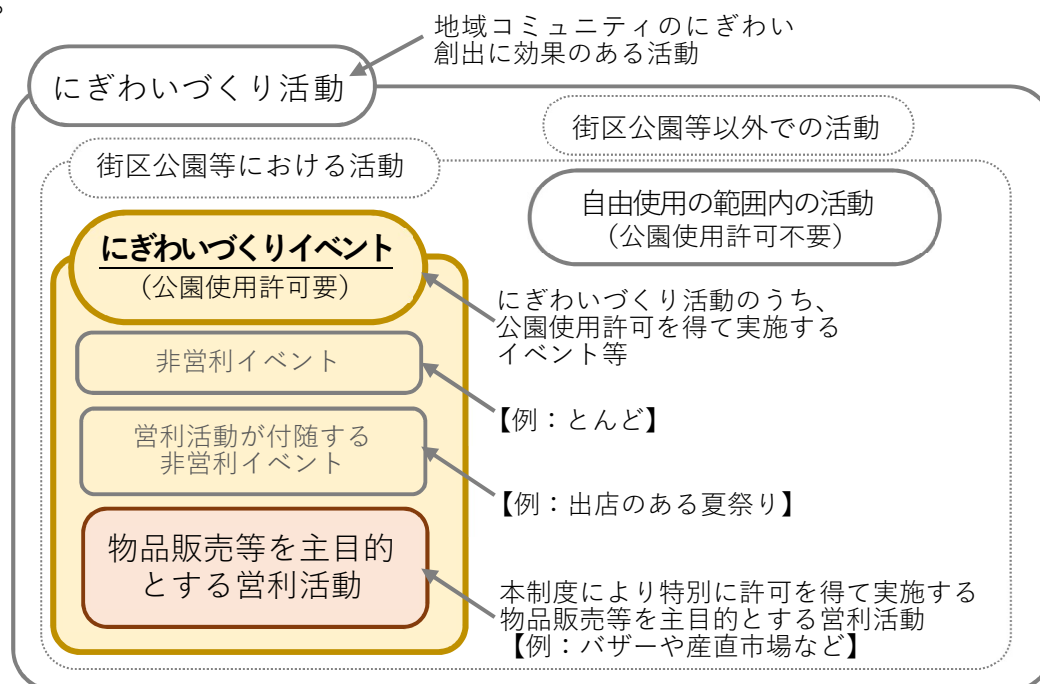 。
地域コミュニティのにぎわい
創出に効果のある活動
にぎわいづくり活動
街区公園等以外での活動
街区公園等における活動
自由使用の範囲内の活動
（公園使用許可不要）
にぎわいづくりイベント
（公園使用許可要）
にぎわいづくり活動のうち、
公園使用許可を得て実施する
イベント等
非営利イベント
【例：とんど】
営利活動が付随する
非営利イベント
【例：出店のある夏祭り】
物品販売等を主目的
とする営利活動
本制度により特別に許可を得て実施する
物品販売等を主目的とする営利活動
【例：バザーや産直市場など】